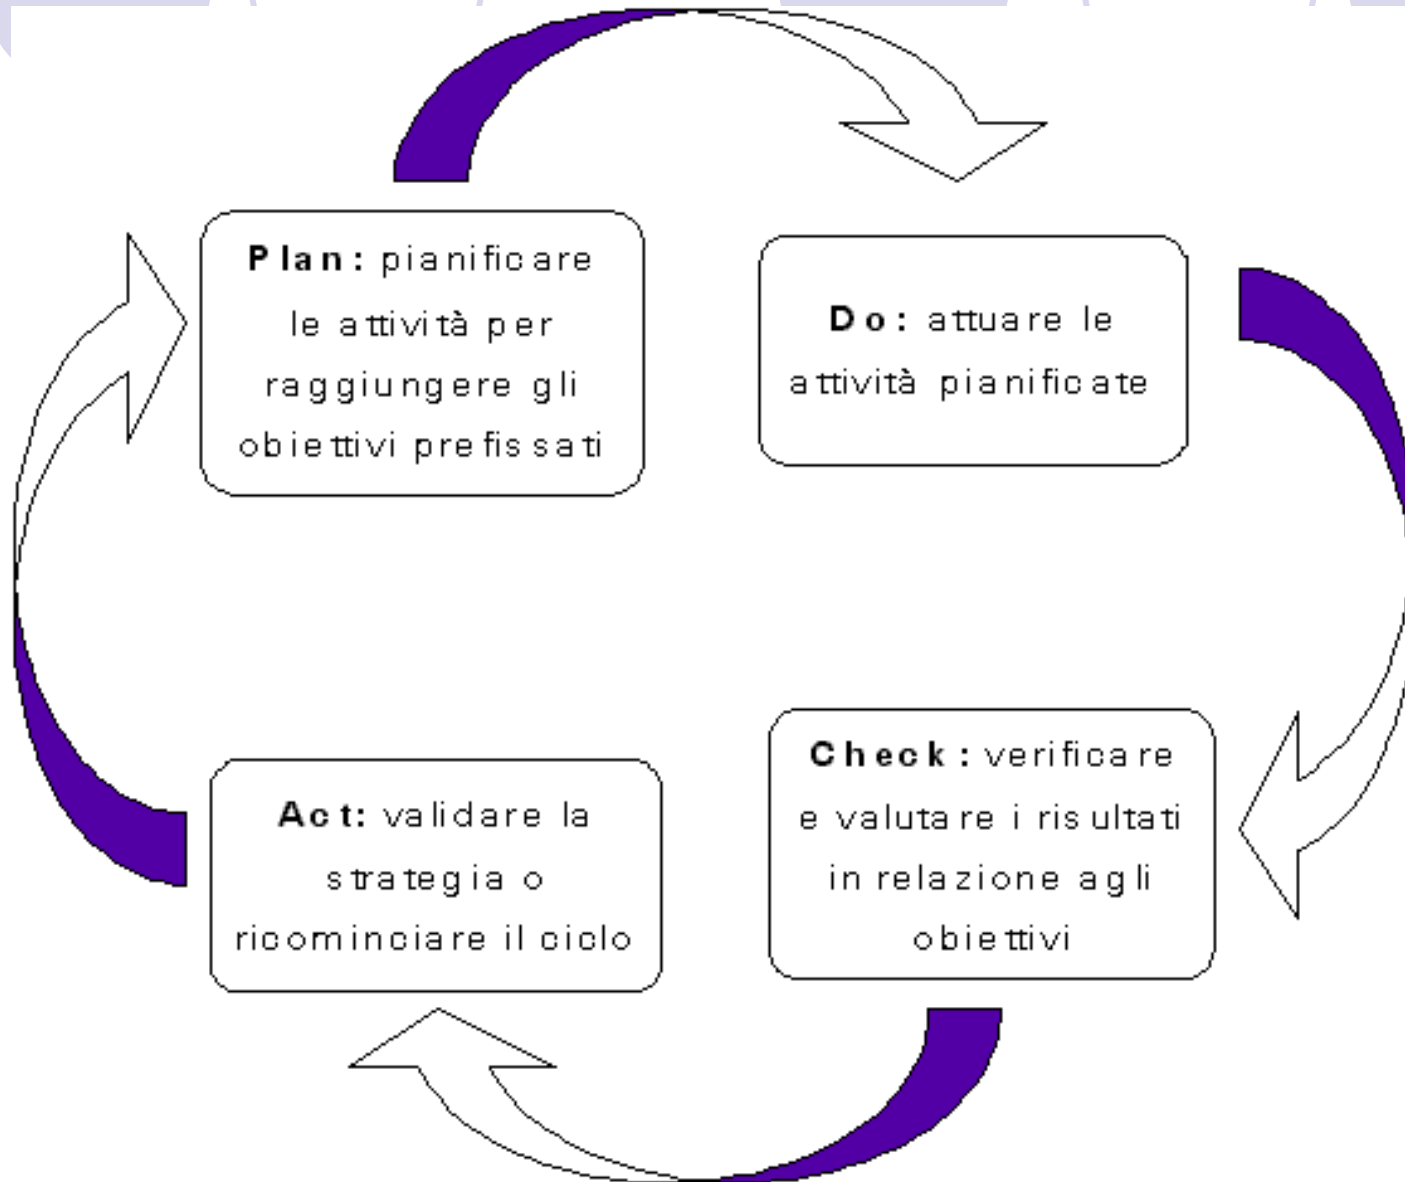 Plan: pianificare
le attività per
raggiungere gli
obiettivi prefissati
Do: attuare le
attività pianificate
Check: verificare
e valutare i risultati
in relazione agli
obiettivi
Act: validare la
strategia o
ricominciare il ciclo